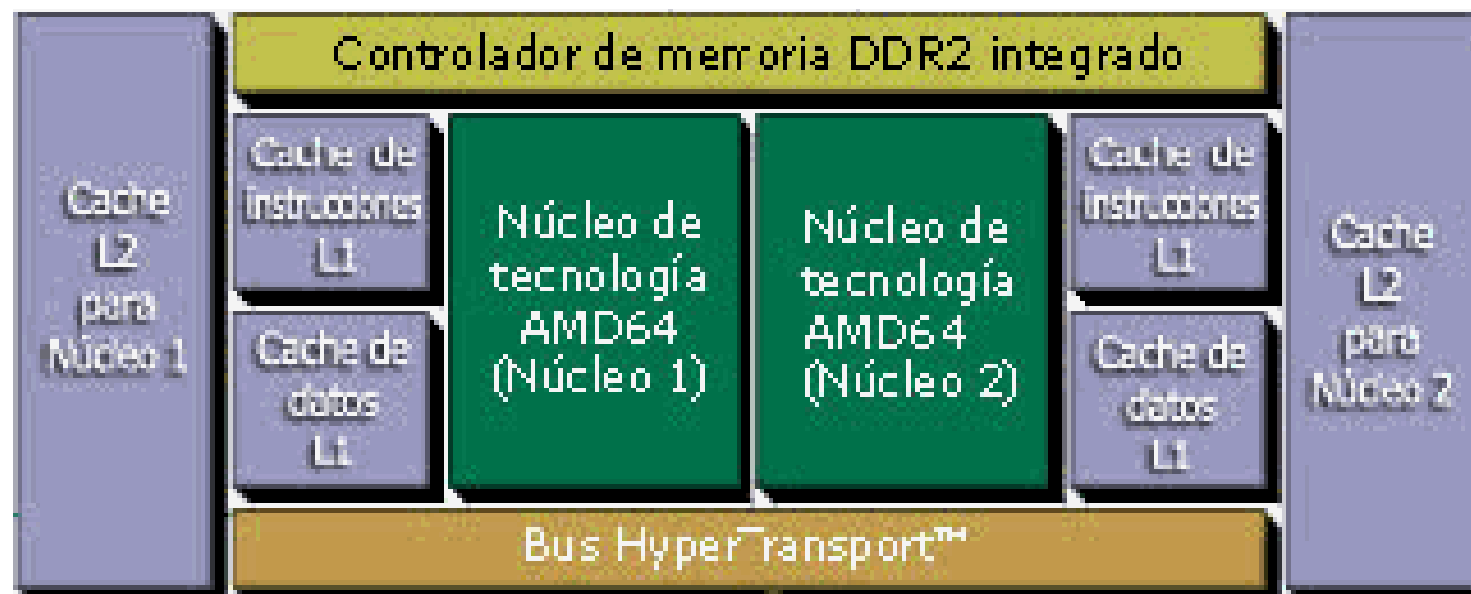 Controlador de memoria DDR2 integrado
Cache
L2
para
Núcleo 1
Cache de
instrucciones
L1
Cache de
datos
L1
Núcleo de
tecnología
AMD64
(Núcleo 1)
Núcleo de
tecnología
AMD64
(Núcleo 2)
Cache de
instrucciones
L1
Cache de
datos
L1
Cache
L2
para
Núcleo 2
Bus HyperTransport™